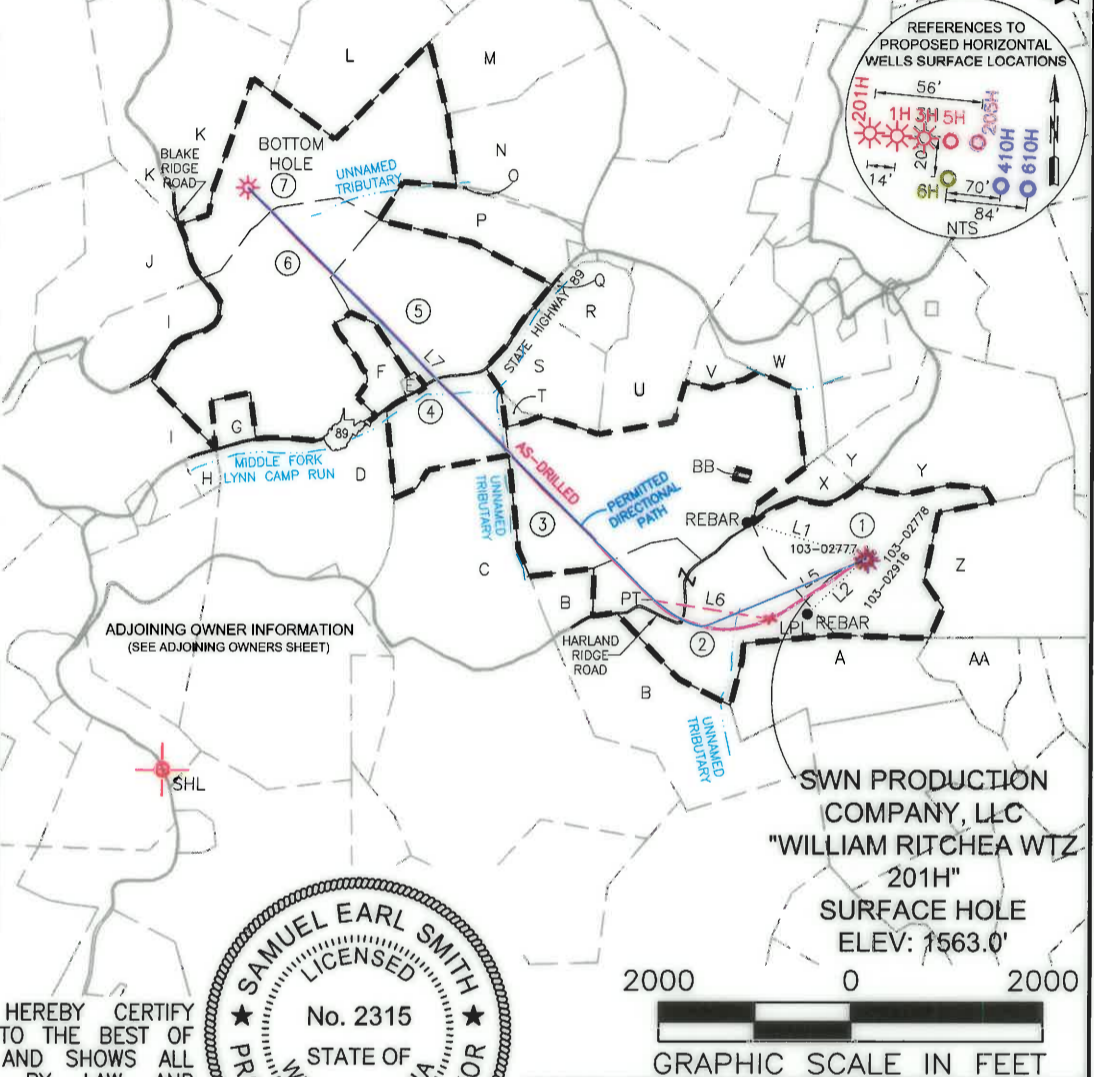 REFERENCES TO
PROPOSED HORIZONTAL
WELLS SURFACE LOCATIONS
56'
201H
1H
3H
5H
205H
20'
14'
N
6H
70'
410H
610H
84'
NTS
L
M
K
BLAKE
RIDGE
ROAD
K
BOTTOM
HOLE
7
UNNAMED
TRIBUTARY
N
O
P
J
6
Q
STATE HIGHWAY 89
R
5
I
L7
F
E
S
4
T
U
V
W
G
89
I
MIDDLE FORK
LYNN CAMP RUN
H
D
AS-DRILLED
BB
PERMITTED
DIRECTIONAL
PATH
UNNAMED
TRIBUTARY
3
Y
Y
X
REBAR
L1
1
103-02777
103-02778
103-02916
Z
C
Z
L5
L2
B
PT
L6
LPL
REBAR
ADJOINING OWNER INFORMATION
(SEE ADJOINING OWNERS SHEET)
HARLAND
RIDGE
ROAD
2
A
AA
B
UNNAMED
TRIBUTARY
SHL
SWN PRODUCTION
COMPANY, LLC
"WILLIAM RITCHEA WTZ
201H"
SURFACE HOLE
ELEV: 1563.0'
SAMUEL EARL SMITH
LICENSED
No. 2315
STATE OF
HEREBY CERTIFY
TO THE BEST OF
AND SHOWS ALL
2000 0 2000
GRAPHIC SCALE IN FEET